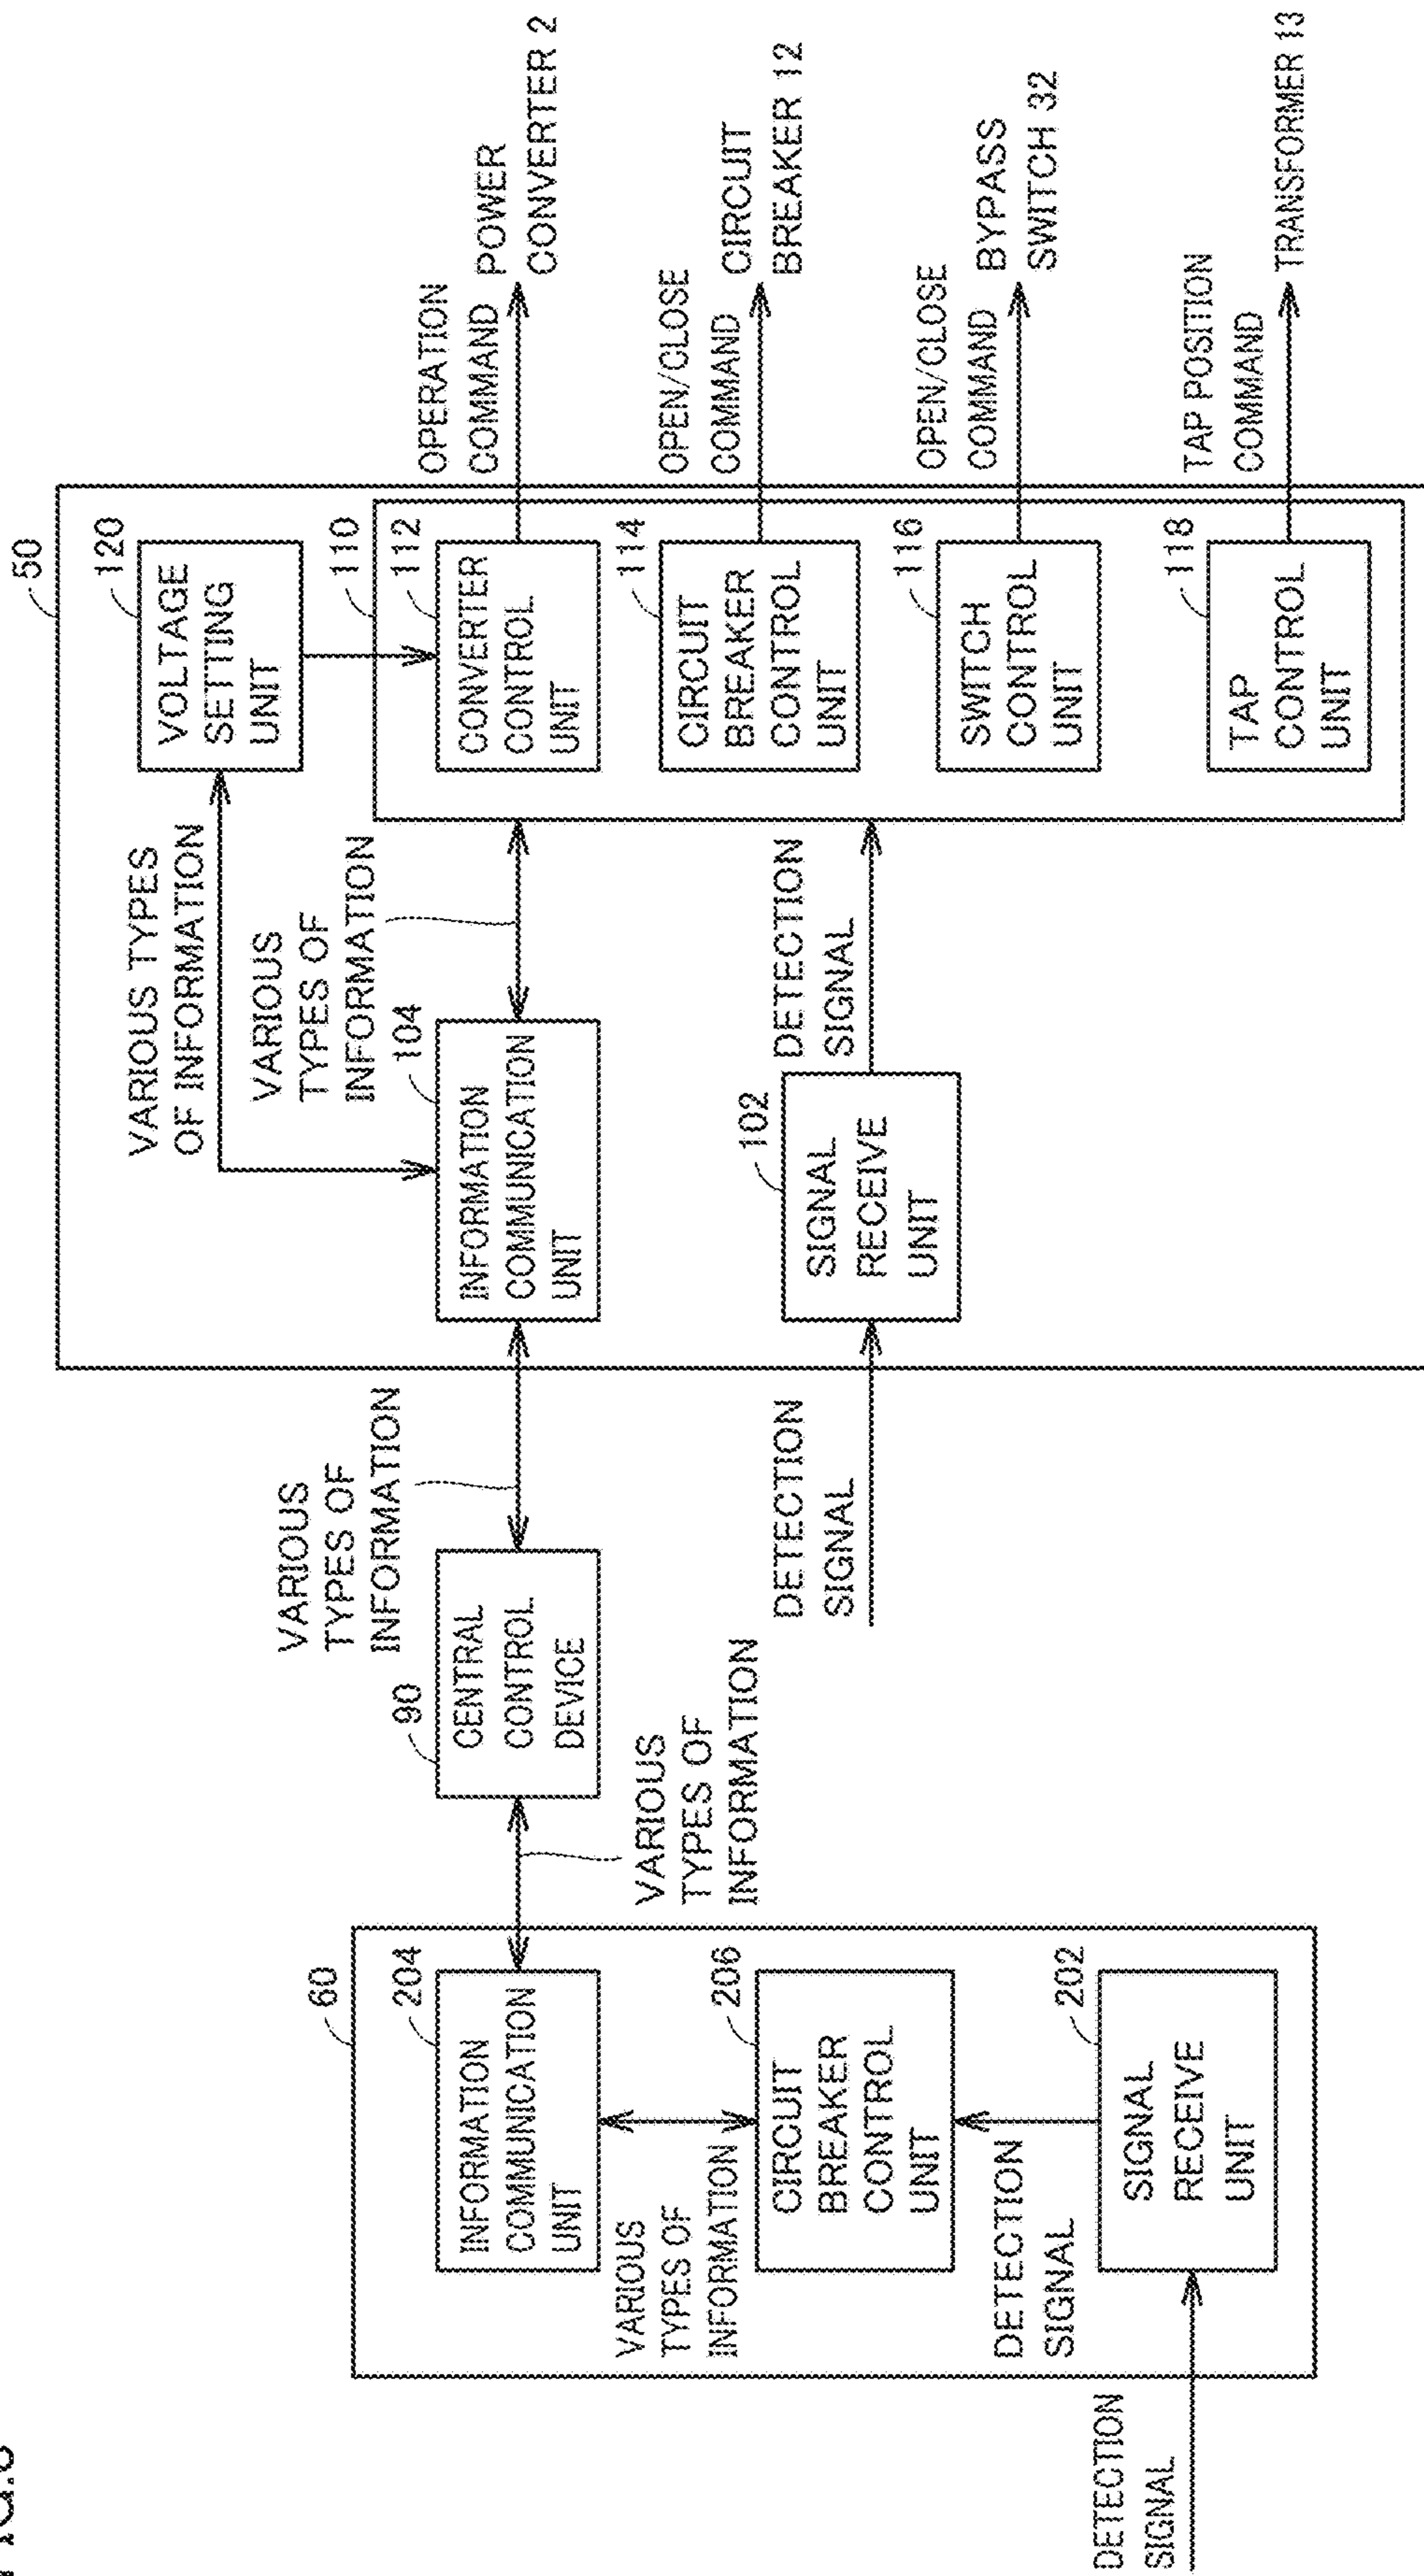 50
120
VOLTAGE
SETTING
UNIT
VARIOUS TYPES
OF INFORMATION
110
112
CONVERTER
CONTROL
UNIT
OPERATION
COMMAND
POWER
CONVERTER 2
VARIOUS
TYPES OF
INFORMATION
104
INFORMATION
COMMUNICATION
UNIT
VARIOUS
TYPES OF
INFORMATION
90
CENTRAL
CONTROL
DEVICE
VARIOUS
TYPES OF
INFORMATION
60
204
INFORMATION
COMMUNICATION
UNIT
VARIOUS
TYPES OF
INFORMATION
206
CIRCUIT
BREAKER
CONTROL
UNIT
DETECTION
SIGNAL
202
SIGNAL
RECEIVE
UNIT
DETECTION
SIGNAL
DETECTION
SIGNAL
102
SIGNAL
RECEIVE
UNIT
DETECTION
SIGNAL
114
CIRCUIT
BREAKER
CONTROL
UNIT
OPEN/CLOSE
COMMAND
CIRCUIT
BREAKER 12
116
SWITCH
CONTROL
UNIT
OPEN/CLOSE
COMMAND
BYPASS
SWITCH 32
118
TAP
CONTROL
UNIT
TAP POSITION
COMMAND
TRANSFORMER 13